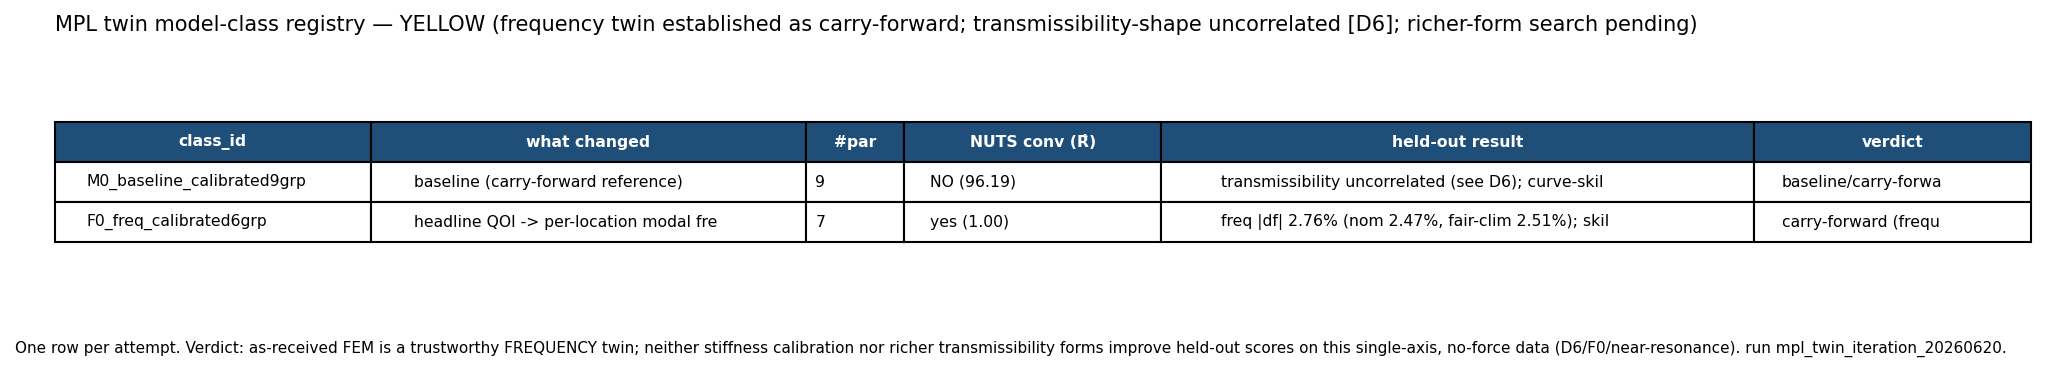 MPL twin model-class registry — YELLOW (frequency twin established as carry-forward; transmissibility-shape uncorrelated [D6]; richer-form search pending)
class_id what changed #par NUTS conv (R̂) held-out result verdict
M0_baseline_calibrated9grp baseline (carry-forward reference) 9 NO (96.19) transmissibility uncorrelated (see D6); curve-skil baseline/carry-forwa
F0_freq_calibrated6grp headline QOI -> per-location modal fre 7 yes (1.00) freq |df| 2.76% (nom 2.47%, fair-clim 2.51%); skil carry-forward (frequ
One row per attempt. Verdict: as-received FEM is a trustworthy FREQUENCY twin; neither stiffness calibration nor richer transmissibility forms improve held-out scores on this single-axis, no-force data (D6/F0/near-resonance). run mpl_twin_iteration_20260620.